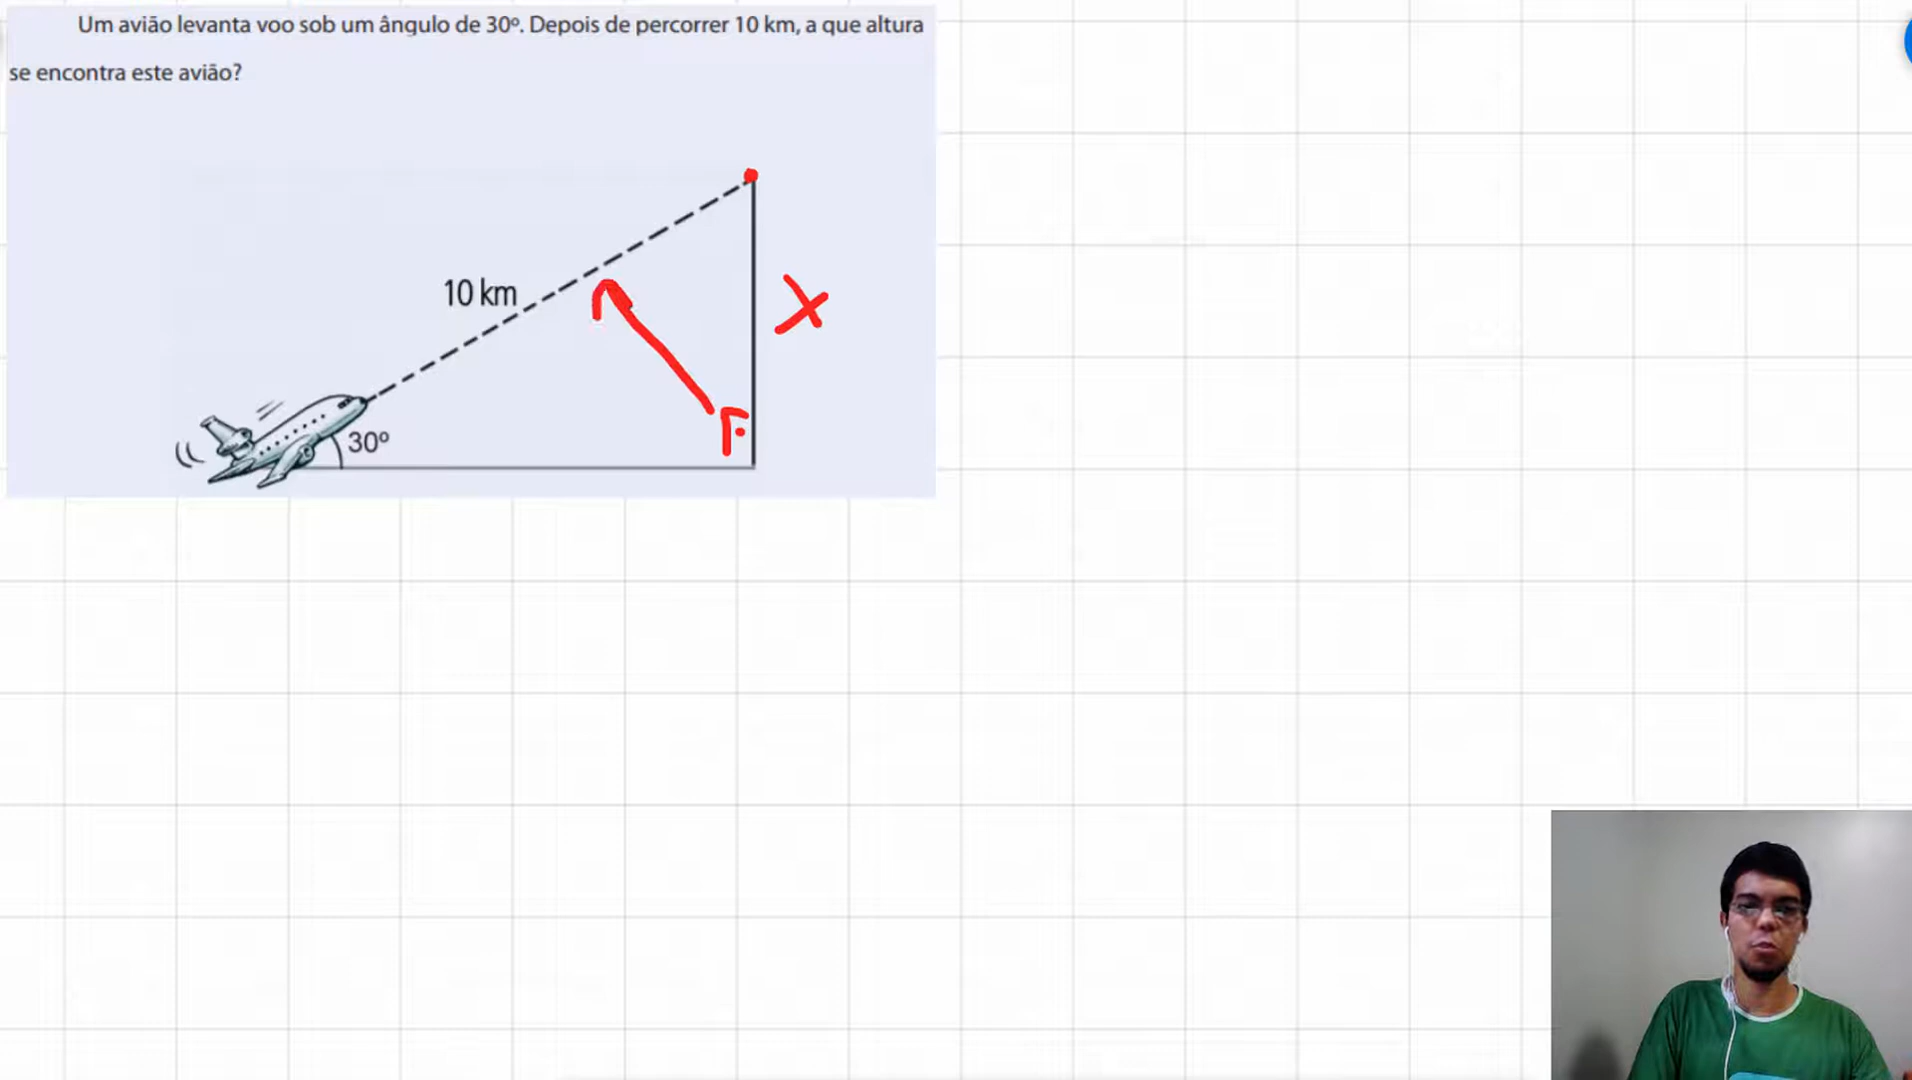 Um avião levanta voo sob um ângulo de 30º. Depois de percorrer 10 km, a que altura
se encontra este avião?
10 km
X
30º